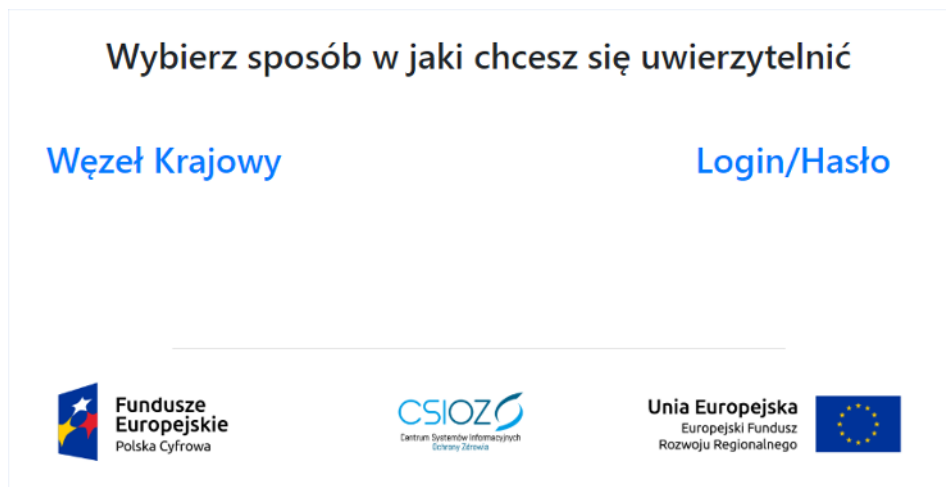 Wybierz sposób w jaki chcesz się uwierzytelnić
Węzeł Krajowy
Login/Hasło
Fundusze
Europejskie
Polska Cyfrowa
CSIOZ
Centrum Systemów Informacyjnych
Ochrony Zdrowia
Unia Europejska
Europejski Fundusz
Rozwoju Regionalnego